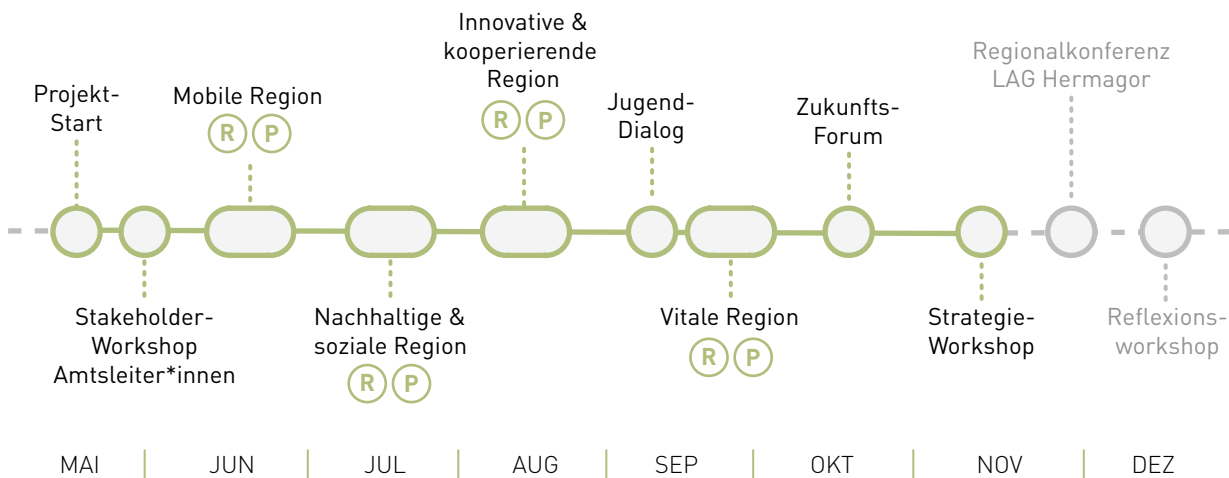 Projekt-
Start
Mobile Region
R P
Innovative &
kooperierende
Region
R P
Jugend-
Dialog
Zukunfts-
Forum
Regionalkonferenz
LAG Hermagor
Stakeholder-
Workshop
Amtsleiter*innen
Nachhaltige &
soziale Region
R P
Vitale Region
R P
Strategie-
Workshop
Reflexions-
workshop
MAI | JUN | JUL | AUG | SEP | OKT | NOV | DEZ